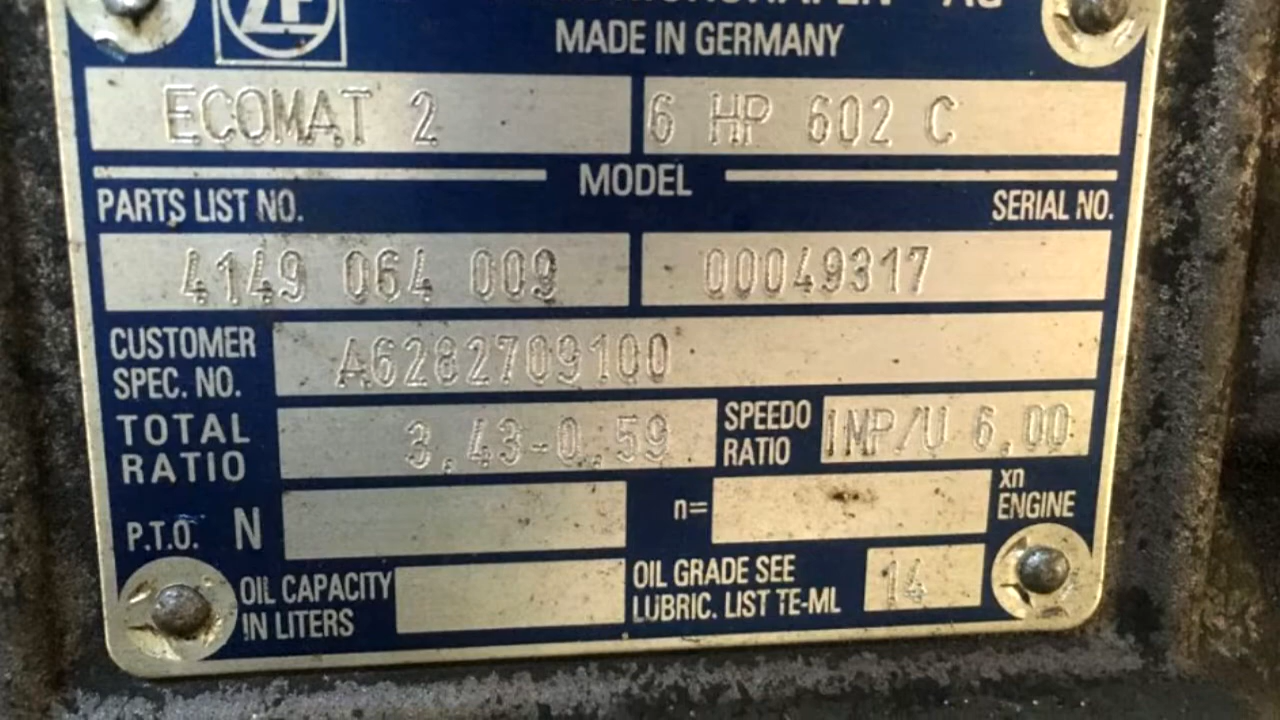 ZF
MADE IN GERMANY
ECOMAT 2 6 HP 602 C
MODEL
PARTS LIST NO. SERIAL NO.
4149 064 009 00049317
CUSTOMER
SPEC. NO.
A6282709100
TOTAL
RATIO
3,43-0,59
SPEEDO
RATIO
IMP/U 6,00
P.T.O. N
n=
xn
ENGINE
OIL CAPACITY
IN LITERS
OIL GRADE SEE
LUBRIC. LIST TE-ML
14